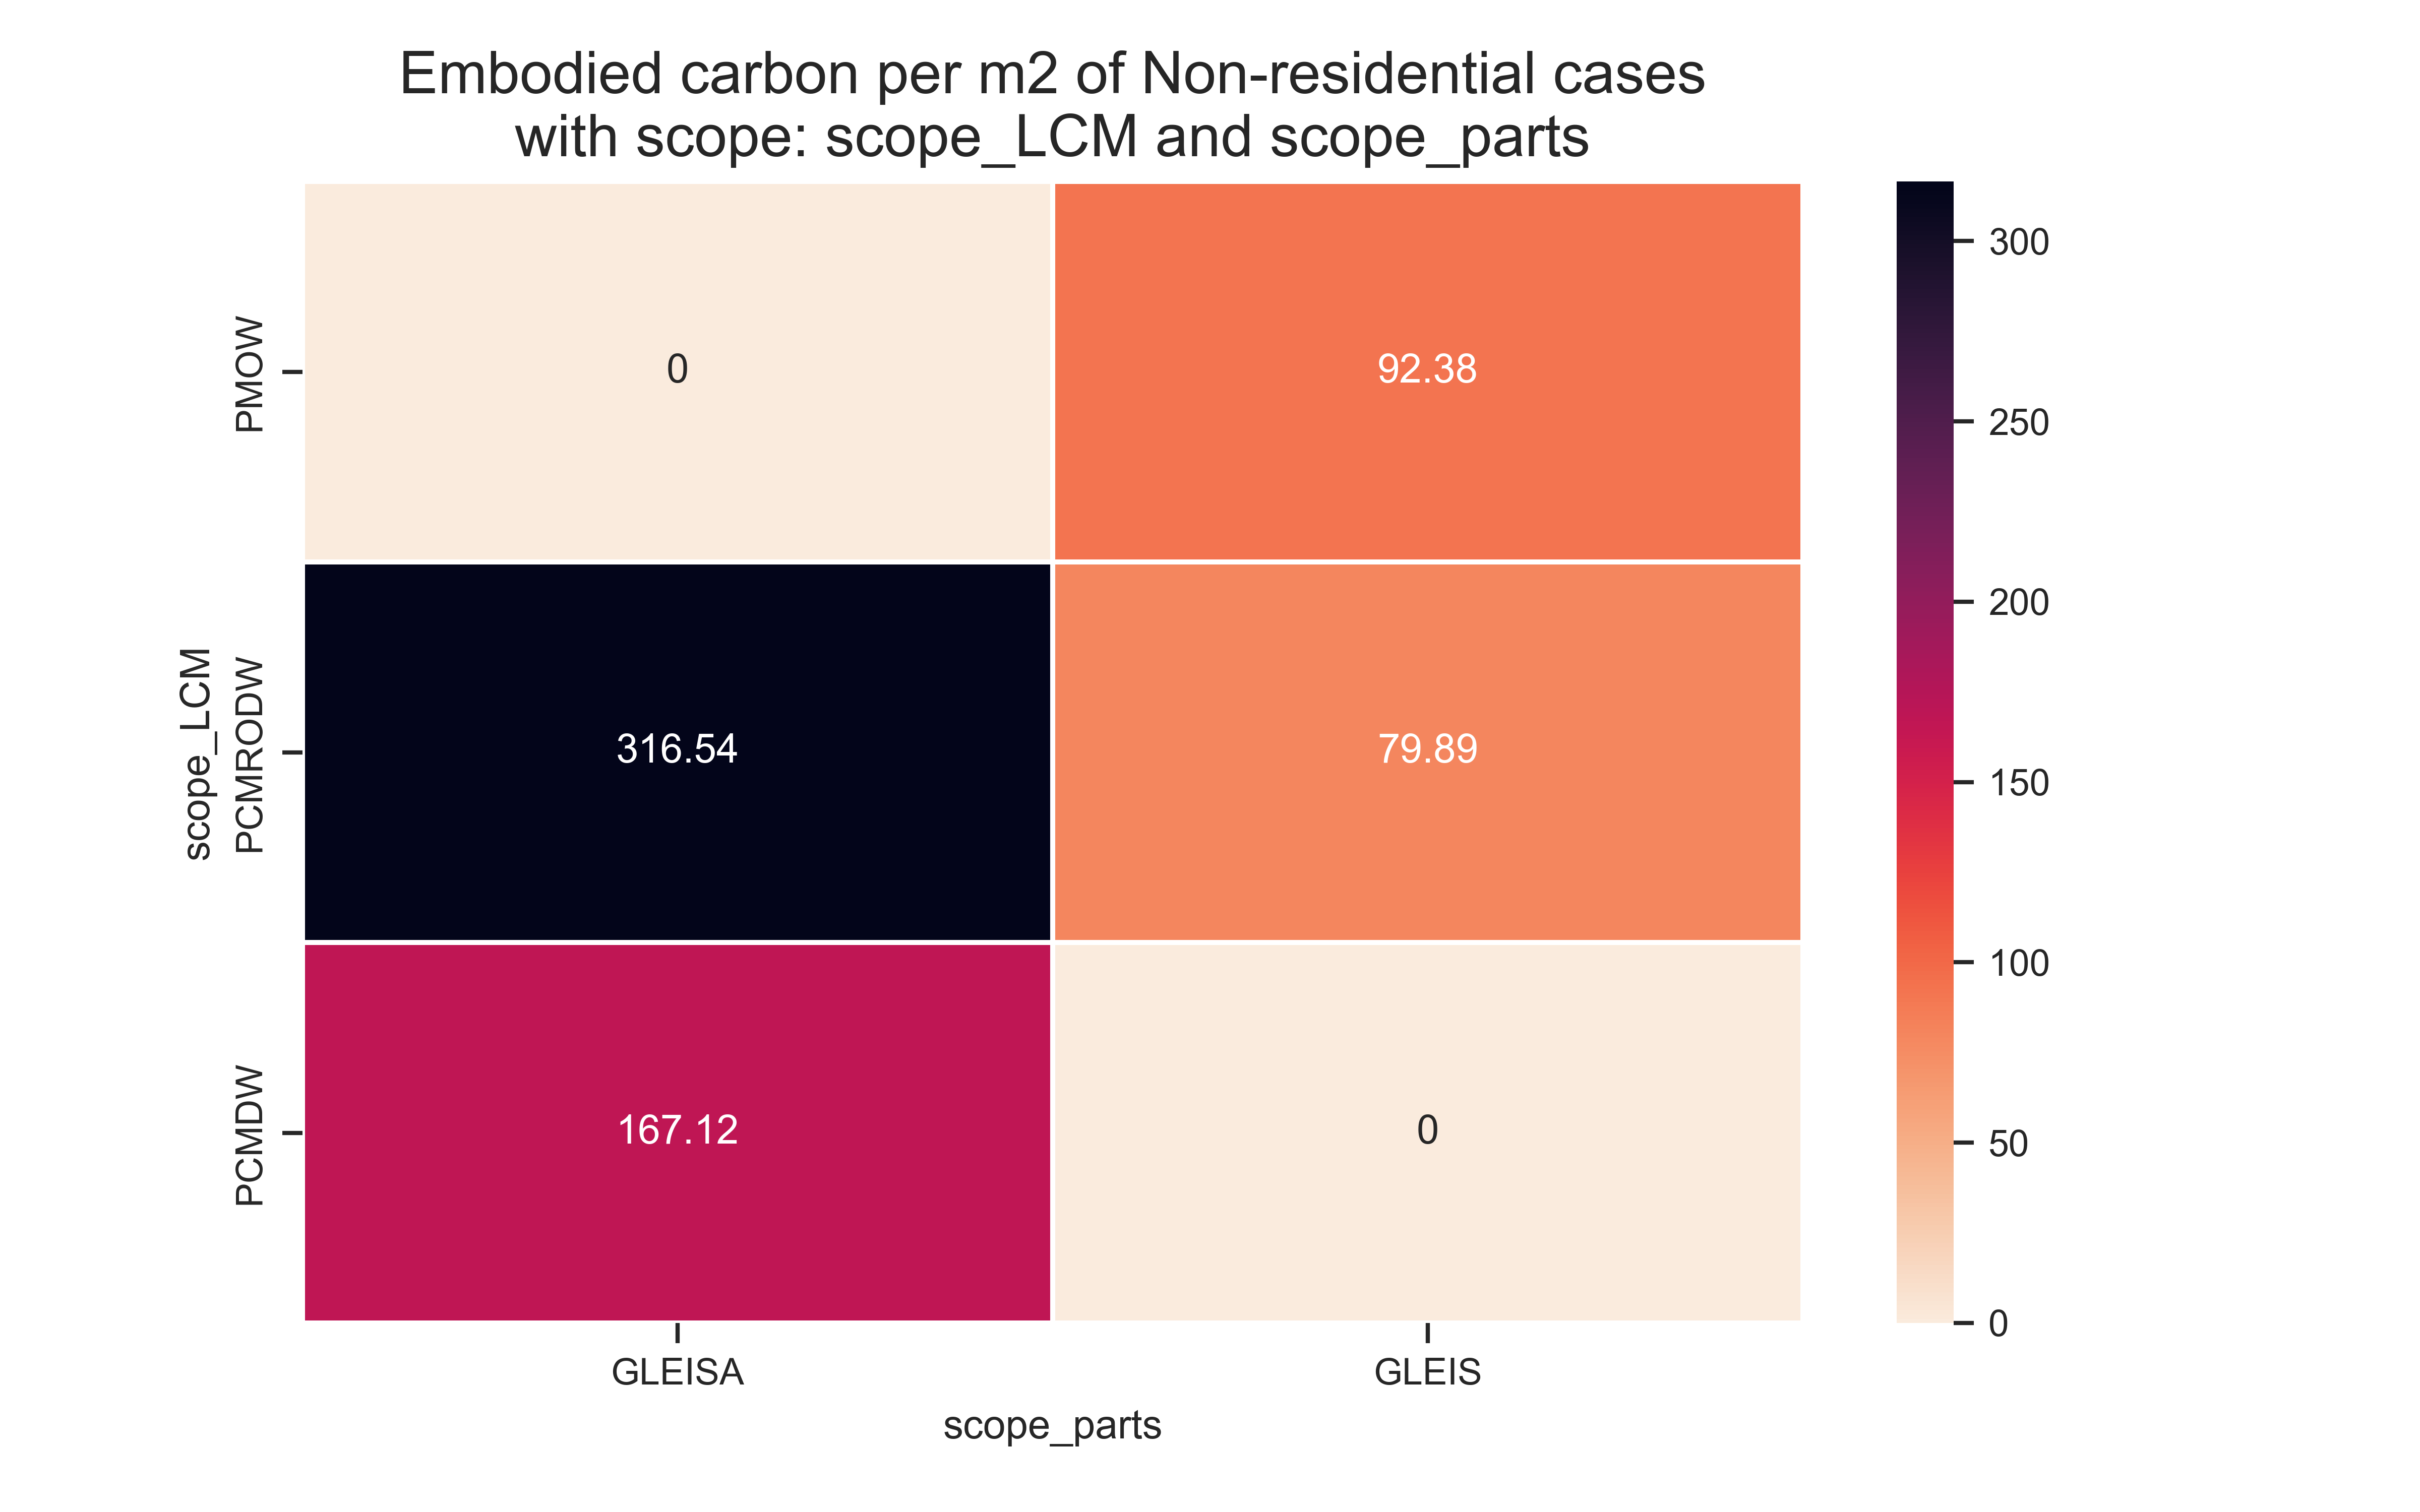 Embodied carbon per m2 of Non-residential cases
with scope: scope_LCM and scope_parts
scope_LCM
PMOW
0
92.38
PCMRODW
316.54
79.89
PCMDW
167.12
0
GLEISA
GLEIS
scope_parts
300
250
200
150
100
50
0